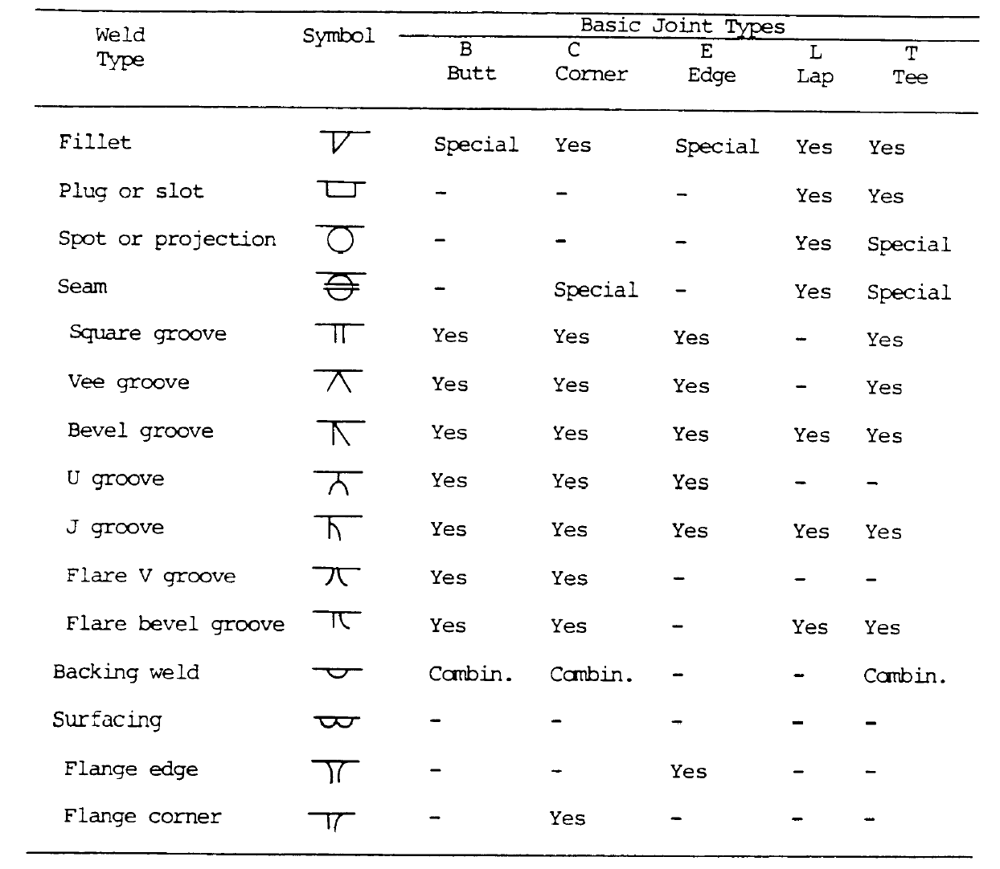 Weld Type Symbol Basic Joint Types
B C E L T
Butt Corner Edge Lap Tee
Fillet Special Yes Special Yes Yes
Plug or slot - - - Yes Yes
Spot or projection - - - Yes Special
Seam - Special - Yes Special
Square groove Yes Yes Yes - Yes
Vee groove Yes Yes Yes - Yes
Bevel groove Yes Yes Yes Yes Yes
U groove Yes Yes Yes - -
J groove Yes Yes Yes Yes Yes
Flare V groove Yes Yes - - -
Flare bevel groove Yes Yes - Yes Yes
Backing weld Combin. Combin. - - Combin.
Surfacing - - - - -
Flange edge - - Yes - -
Flange corner - Yes - - -